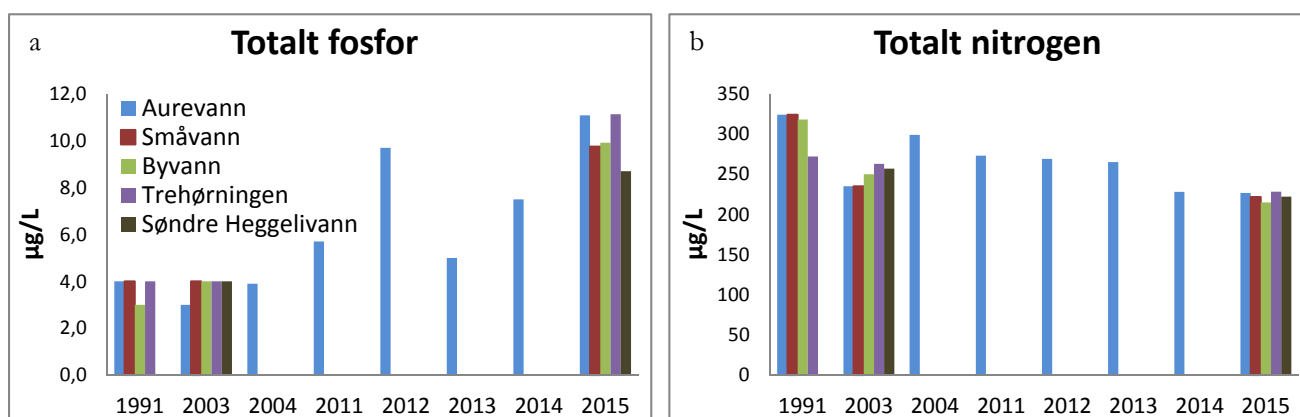 a
Totalt fosfor
12,0
10,0
8,0
6,0
4,0
2,0
0,0
µg/L
Aurevann
Småvann
Byvann
Trehørningen
Søndre Heggelivann
1991 2003 2004 2011 2012 2013 2014 2015
b
Totalt nitrogen
350
300
250
200
150
100
50
0
µg/L
1991 2003 2004 2011 2012 2013 2014 2015